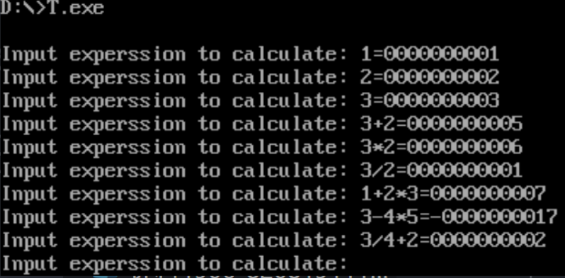 D:\>T.exe
Input experssion to calculate: 1=0000000001
Input experssion to calculate: 2=0000000002
Input experssion to calculate: 3=0000000003
Input experssion to calculate: 3+2=0000000005
Input experssion to calculate: 3*2=0000000006
Input experssion to calculate: 3/2=0000000001
Input experssion to calculate: 1+2*3=0000000007
Input experssion to calculate: 3-4*5=-0000000017
Input experssion to calculate: 3/4+2=0000000002
Input experssion to calculate: